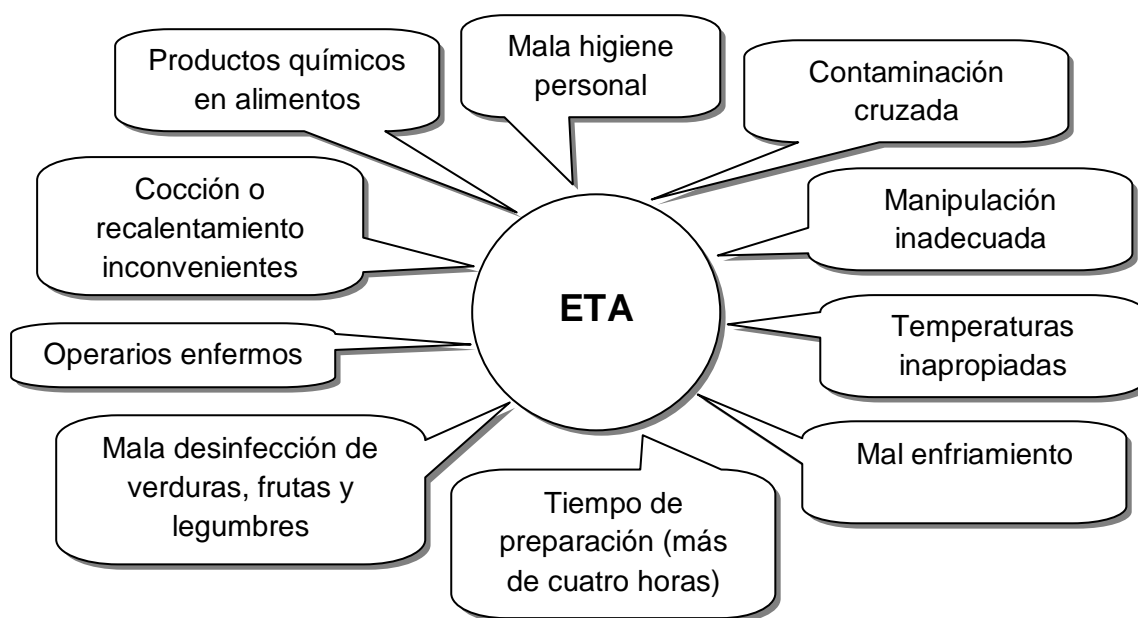 Productos químicos
en alimentos
Mala higiene
personal
Contaminación
cruzada
Cocción o
recalentamiento
inconvenientes
Manipulación
inadecuada
ETA
Operarios enfermos
Temperaturas
inapropiadas
Mala desinfección de
verduras, frutas y
legumbres
Tiempo de
preparación (más
de cuatro horas)
Mal enfriamiento